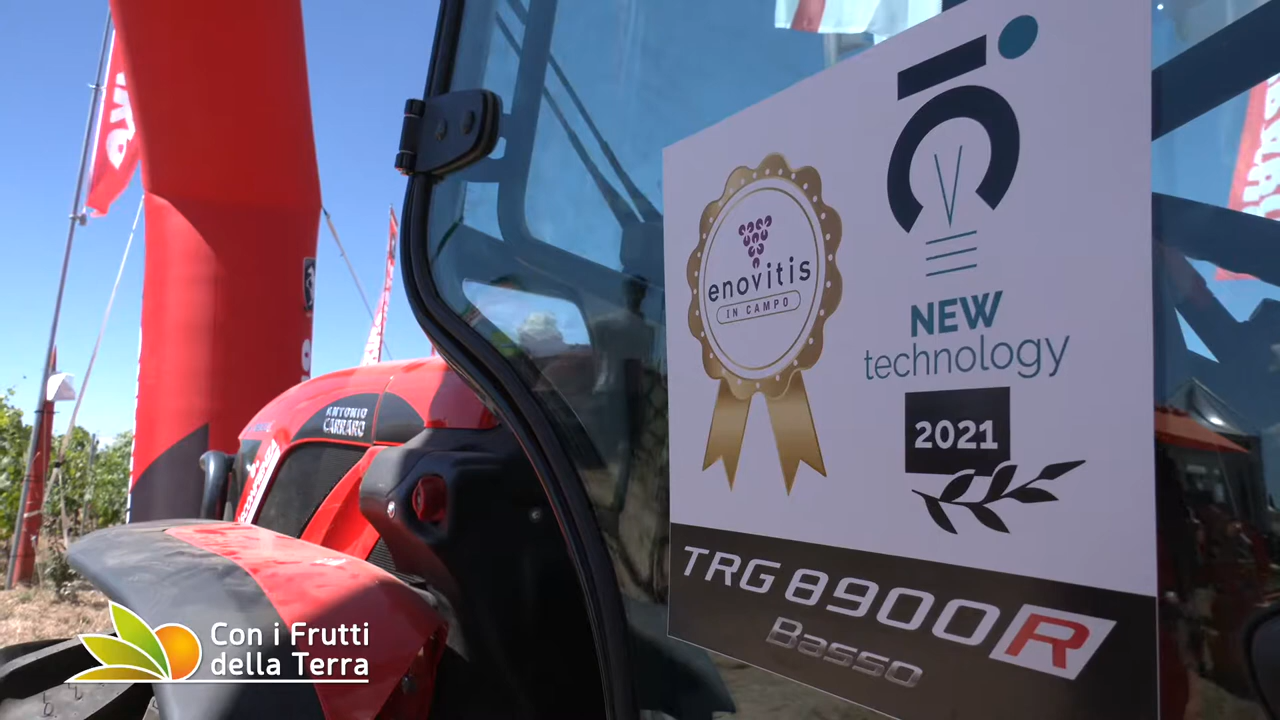 ANTONIO
CARRARO
enovitis
IN CAMPO
NEW
technology
2021
TRG 8900R
Basso
Con i Frutti
della Terra